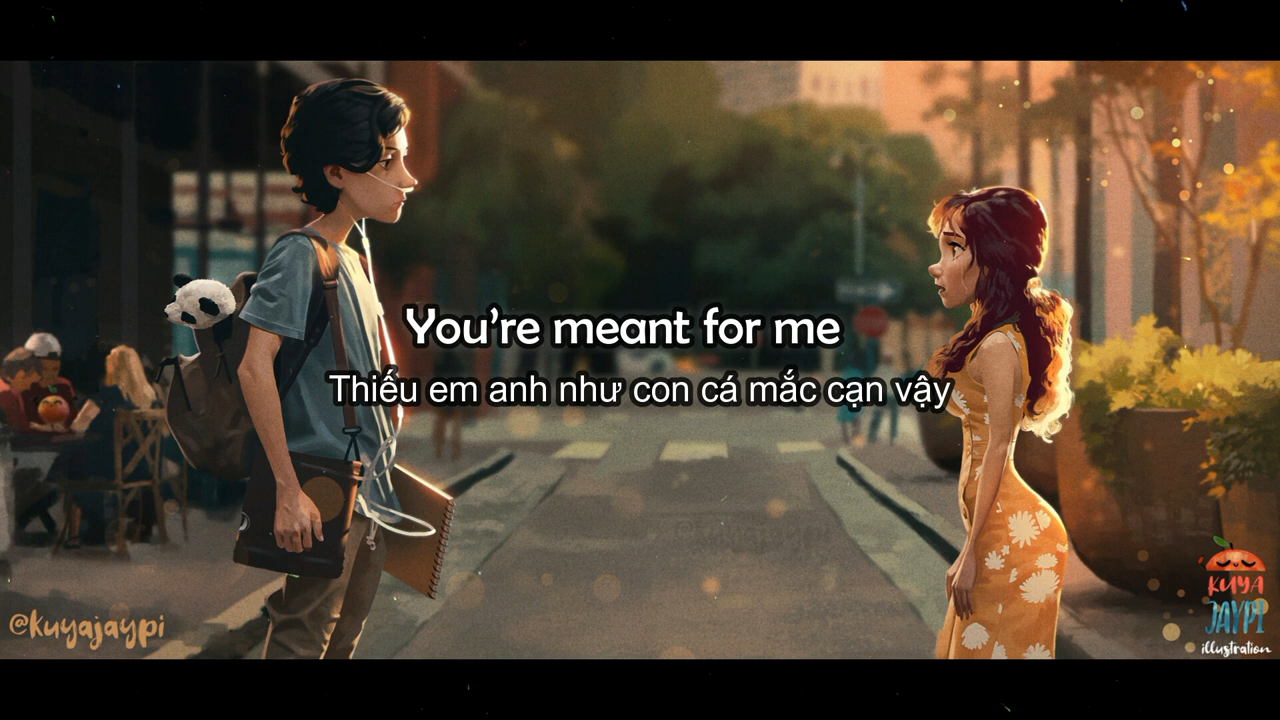 You're meant for me
Thiếu em anh như con cá mắc cạn vậy
@kuyajaypi
KUYA
JAYPI
illustration